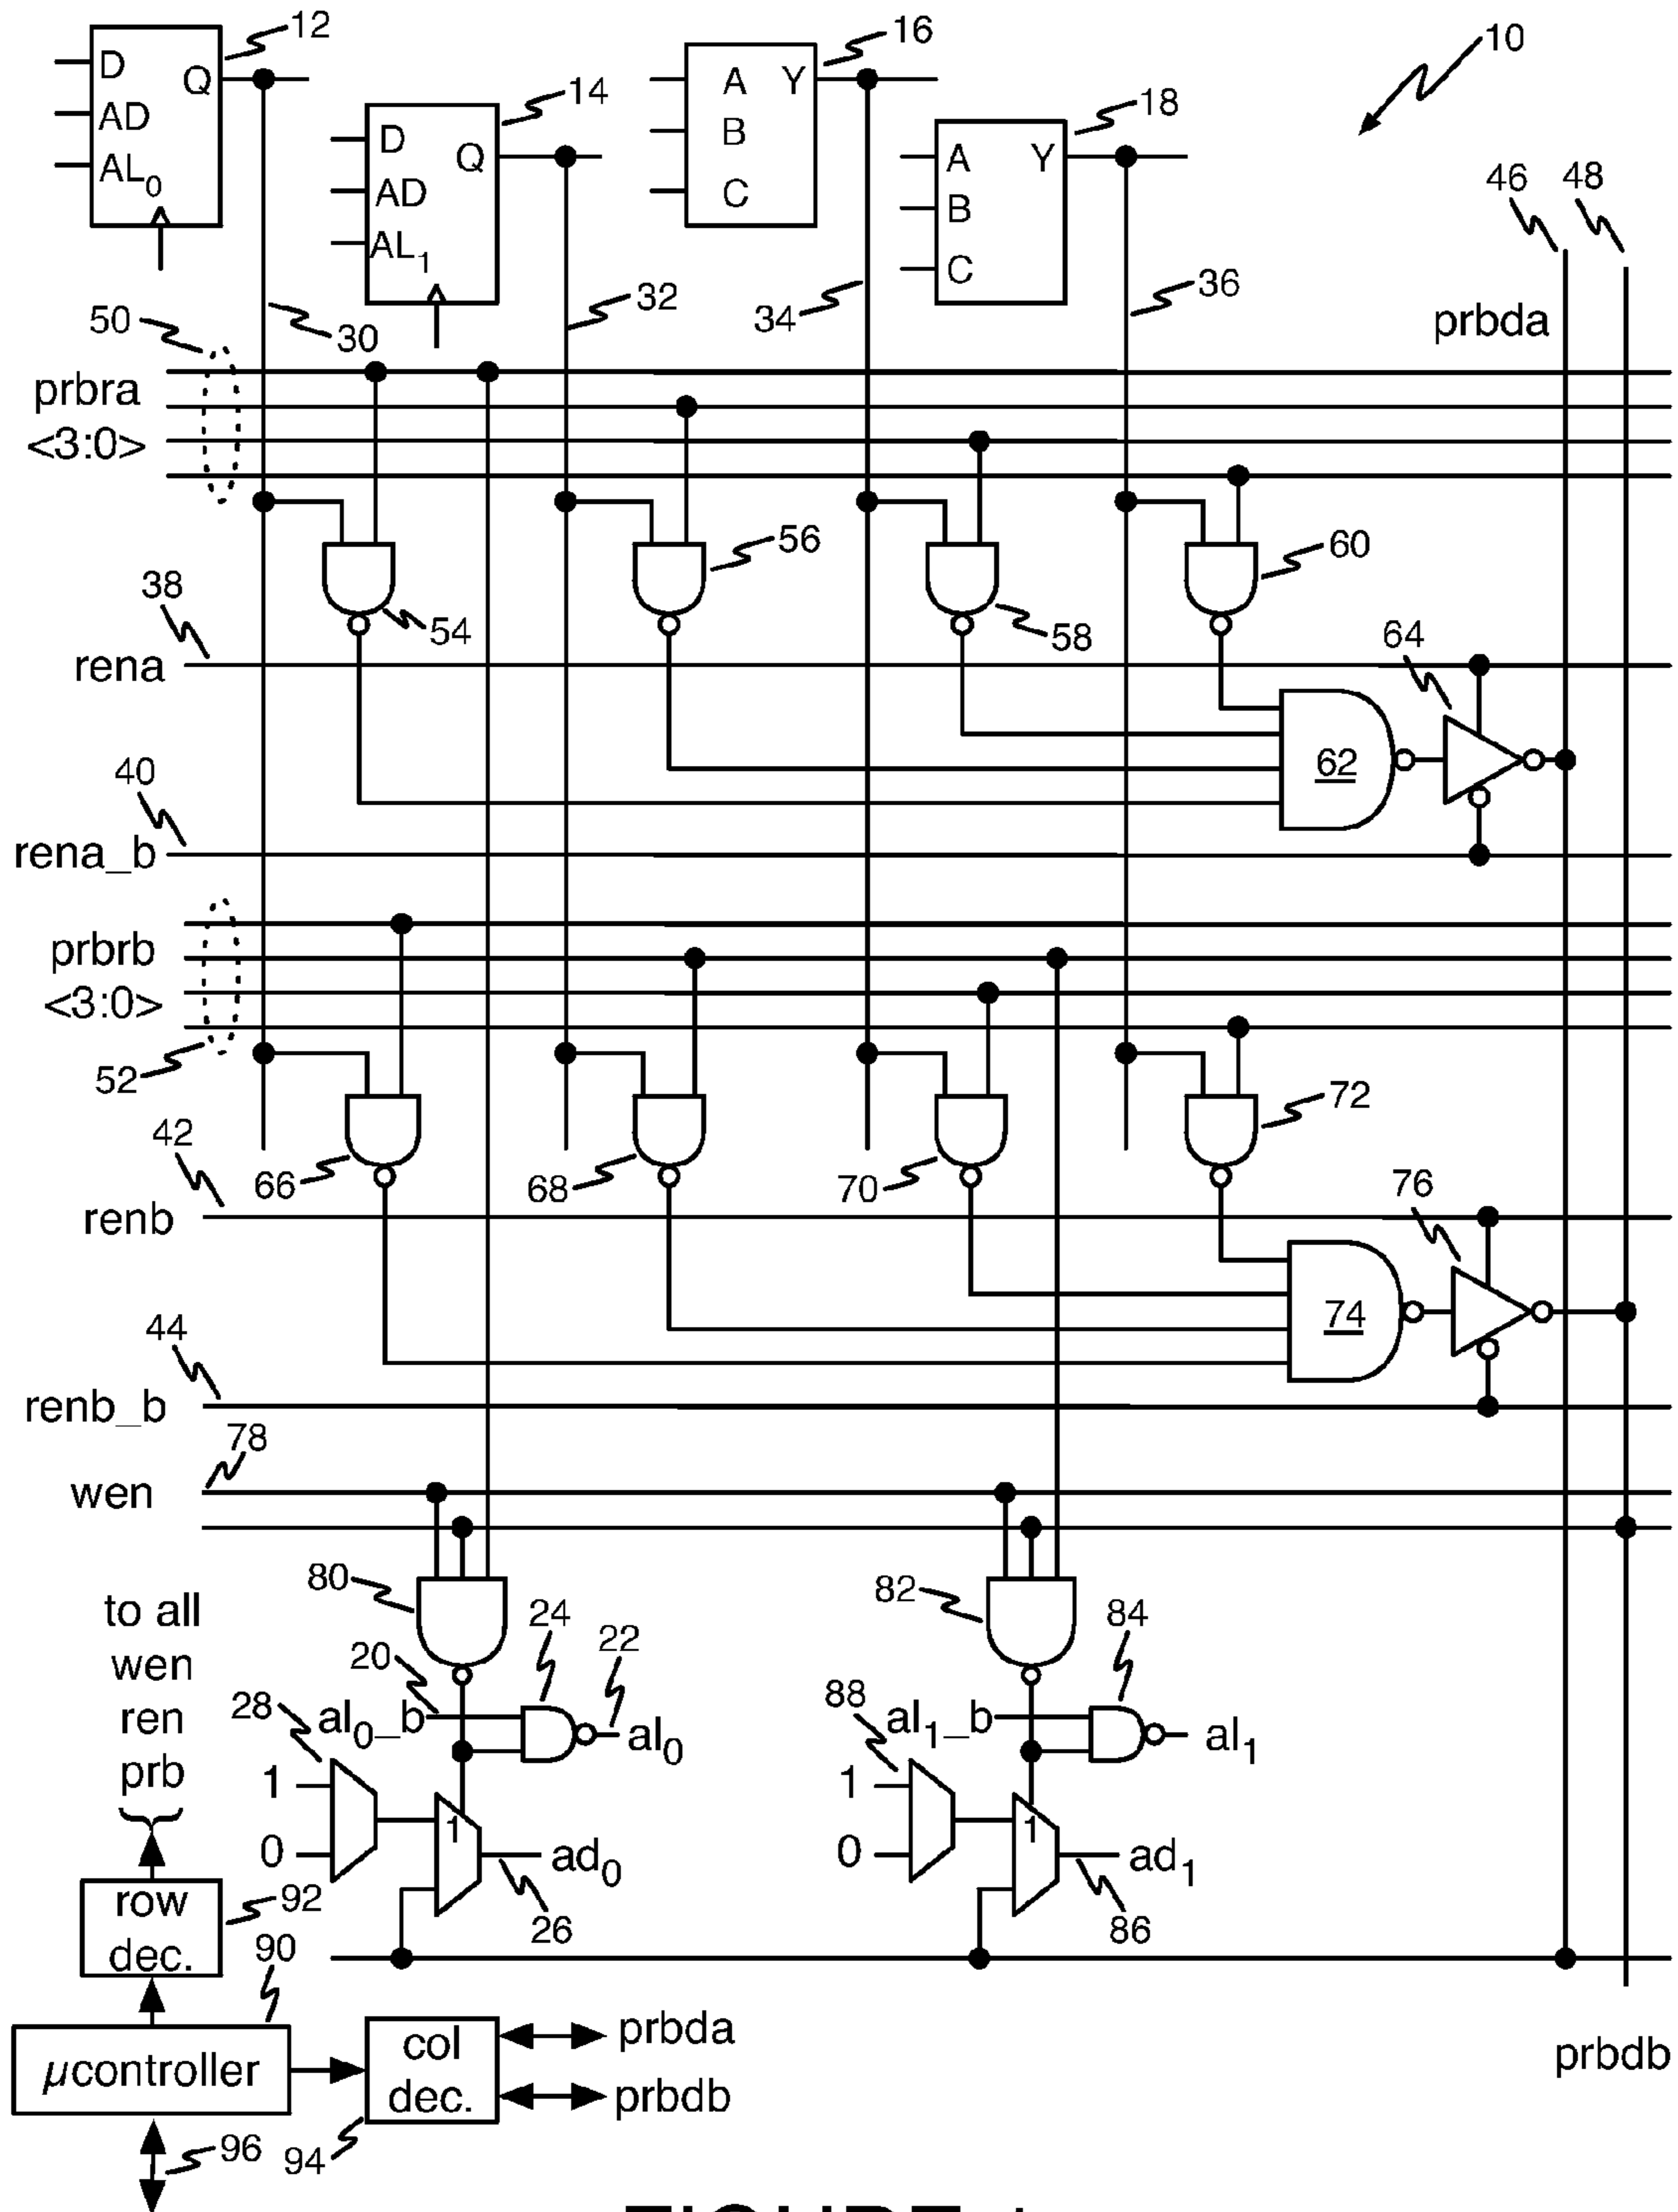 12
D
Q
AD
AL0
14
D
Q
AD
AL1
16
A
Y
B
C
18
A
Y
B
C
10
46
48
50
30
32
34
36
prbda
prbra
<3:0>
38
54
56
58
60
rena
64
62
40
rena_b
prbrb
<3:0>
52
42
66
68
70
72
renb
76
74
44
renb_b
78
wen
80
24
22
82
84
to all
wen
ren
prb
20
28
al0_b
al0
88
al1_b
al1
1
0
1
ad0
1
0
1
ad1
26
86
row
dec.
92
90
µcontroller
col
dec.
prbda
prbdb
prbdb
96
94